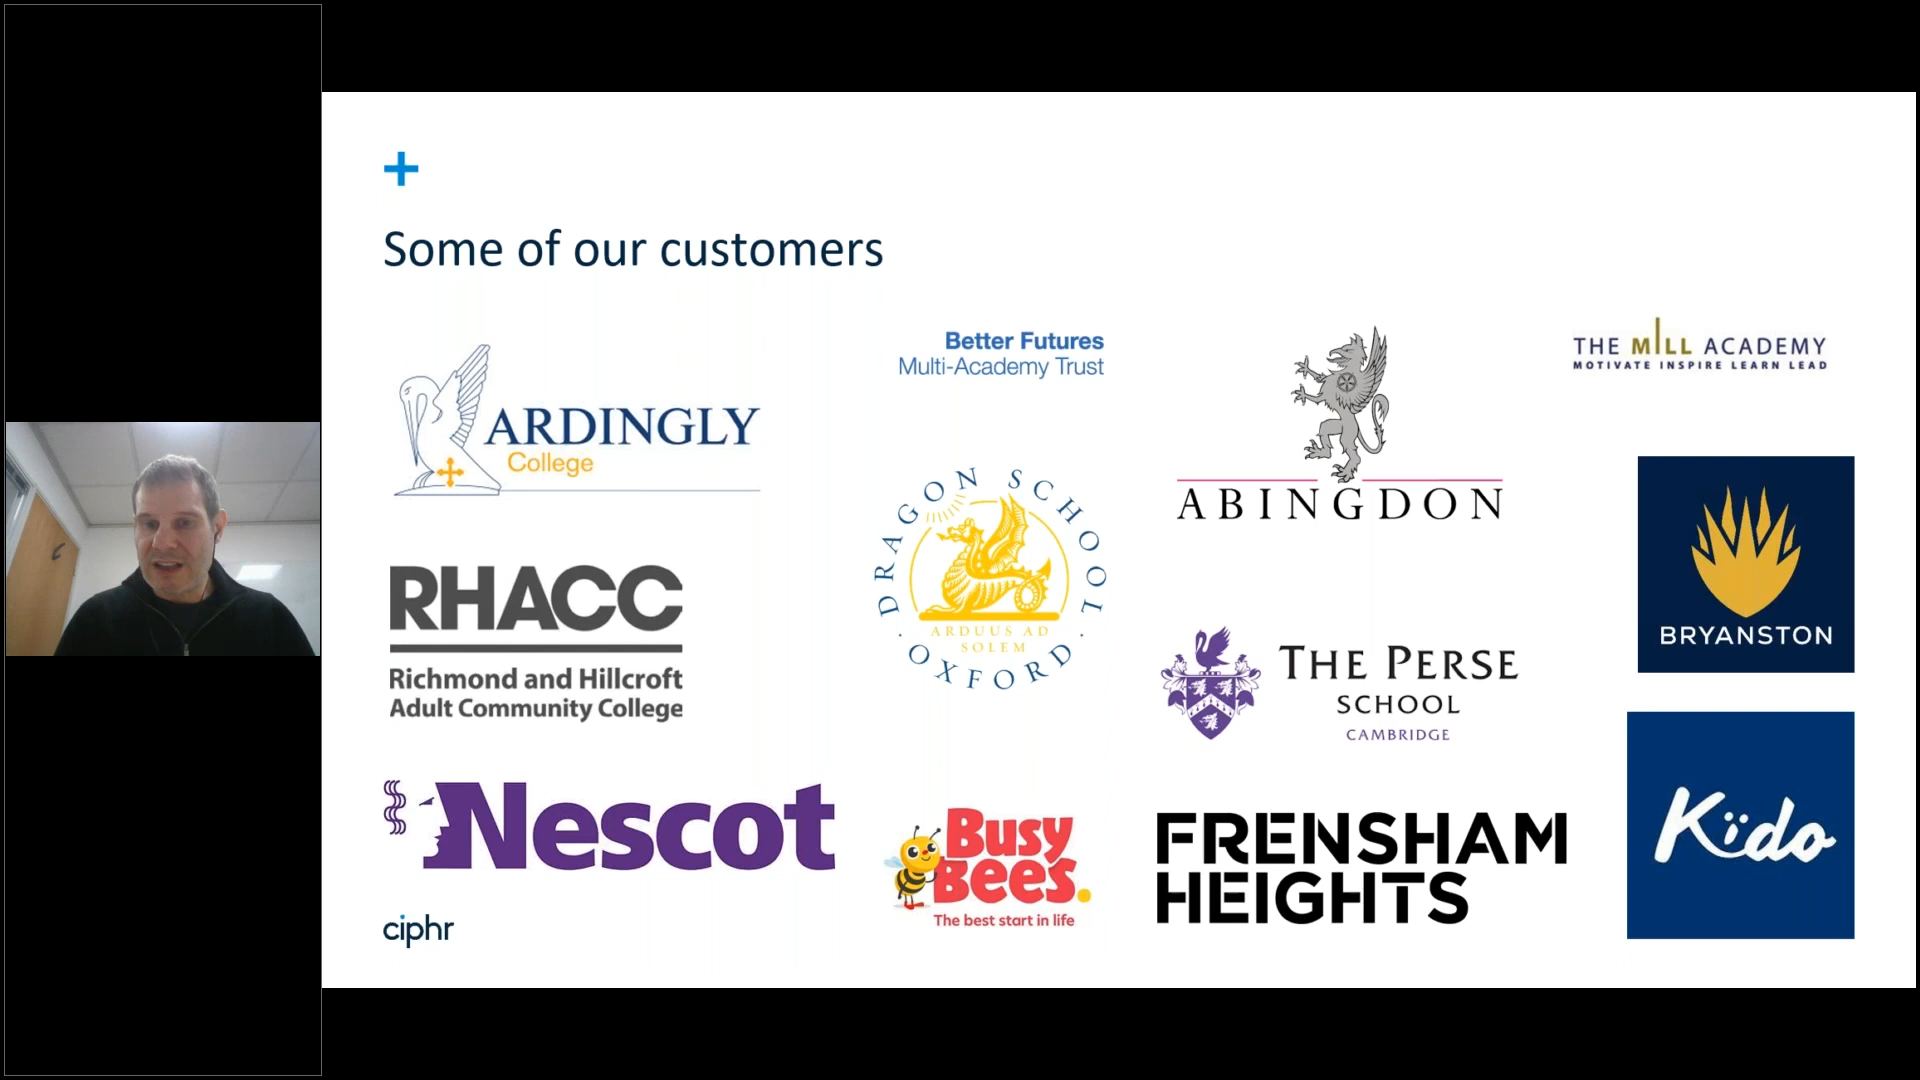 Some of our customers
ARDINGLY
College
Better Futures
Multi-Academy Trust
ABINGDON
THE MILL ACADEMY
MOTIVATE INSPIRE LEARN LEAD
DRAGON SCHOOL
ARDUUS AD
SOLEM
· OXFORD ·
BRYANSTON
RHACC
Richmond and Hillcroft
Adult Community College
THE PERSE
SCHOOL
CAMBRIDGE
Nescot
Busy
Bees.
The best start in life
FRENSHAM
HEIGHTS
Kïdo
ciphr